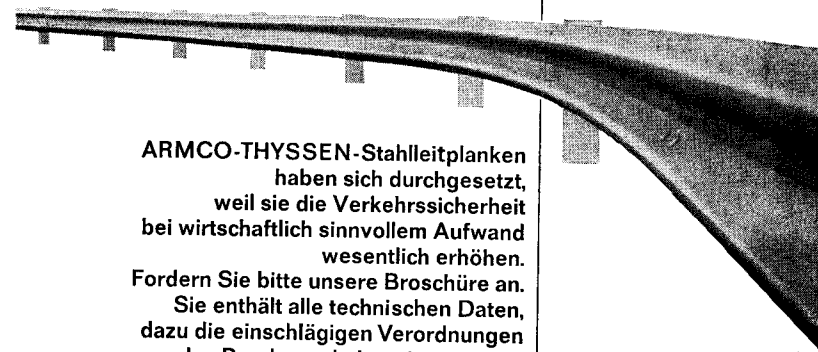 ARMCO-THYSSEN-Stahlleitplanken
haben sich durchgesetzt,
weil sie die Verkehrssicherheit
bei wirtschaftlich sinnvollem Aufwand
wesentlich erhöhen.
Fordern Sie bitte unsere Broschüre an.
Sie enthält alle technischen Daten,
dazu die einschlägigen Verordnungen